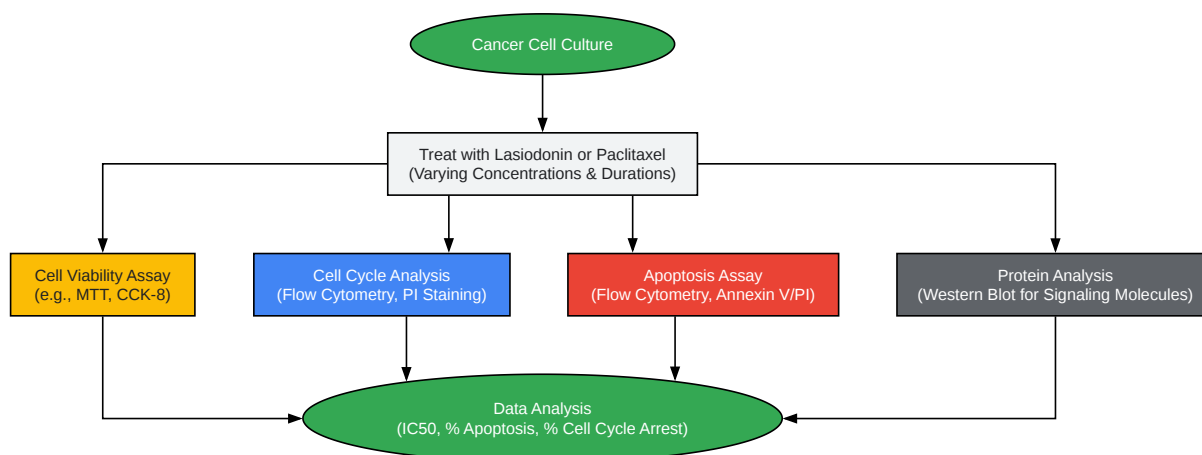 Cancer Cell Culture
Treat with Lasiodonin or Paclitaxel
(Varying Concentrations & Durations)
Cell Viability Assay
(e.g., MTT, CCK-8)
Cell Cycle Analysis
(Flow Cytometry, PI Staining)
Apoptosis Assay
(Flow Cytometry, Annexin V/PI)
Protein Analysis
(Western Blot for Signaling Molecules)
Data Analysis
(IC50, % Apoptosis, % Cell Cycle Arrest)